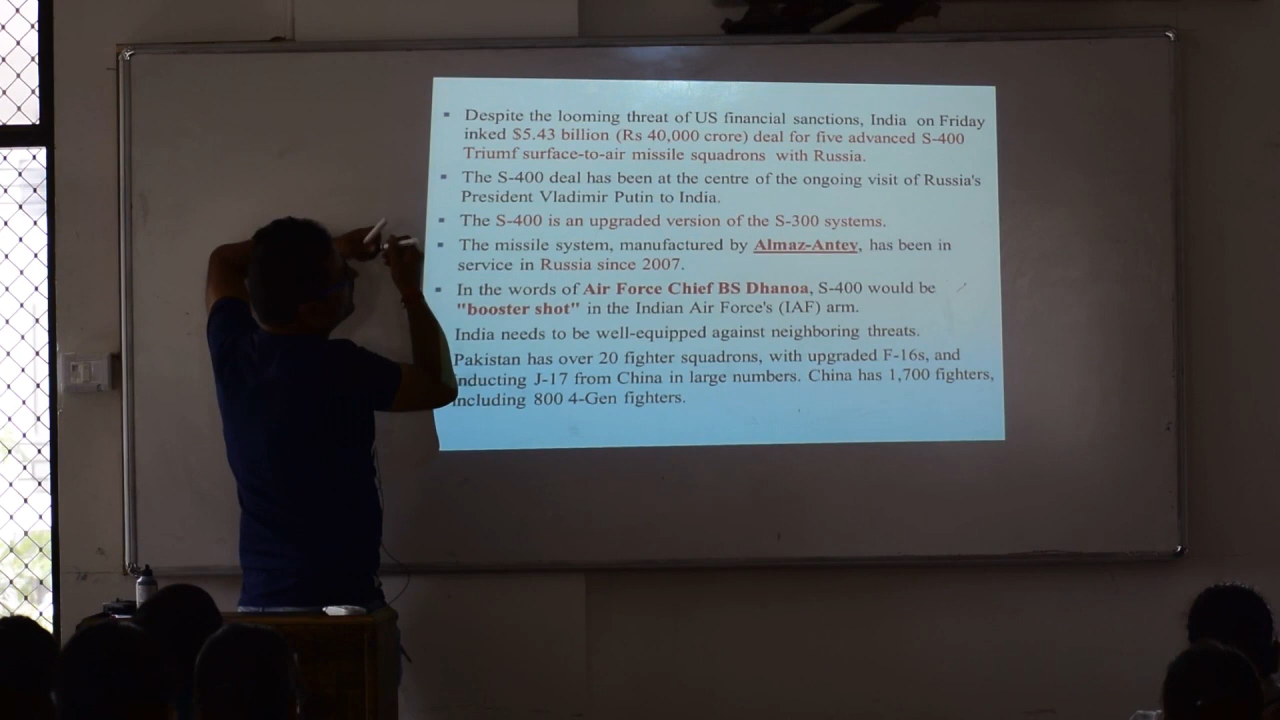 Despite the looming threat of US financial sanctions, India on Friday
inked $5.43 billion (Rs 40,000 crore) deal for five advanced S-400
Triumf surface-to-air missile squadrons with Russia.
The S-400 deal has been at the centre of the ongoing visit of Russia's
President Vladimir Putin to India.
The S-400 is an upgraded version of the S-300 systems.
The missile system, manufactured by Almaz-Antey, has been in
service in Russia since 2007.
In the words of Air Force Chief BS Dhanoa, S-400 would be
"booster shot" in the Indian Air Force's (IAF) arm.
India needs to be well-equipped against neighboring threats.
Pakistan has over 20 fighter squadrons, with upgraded F-16s, and
inducting J-17 from China in large numbers. China has 1,700 fighters,
including 800 4-Gen fighters.